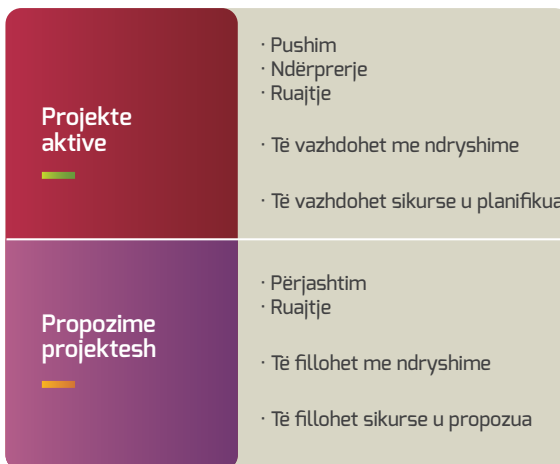 Projekte
aktive
· Pushim
· Ndërprerje
· Ruajtje
· Të vazhdohet me ndryshime
· Të vazhdohet sikurse u planifikua
Propozime
projektesh
· Përjashtim
· Ruajtje
· Të fillohet me ndryshime
· Të fillohet sikurse u propozua